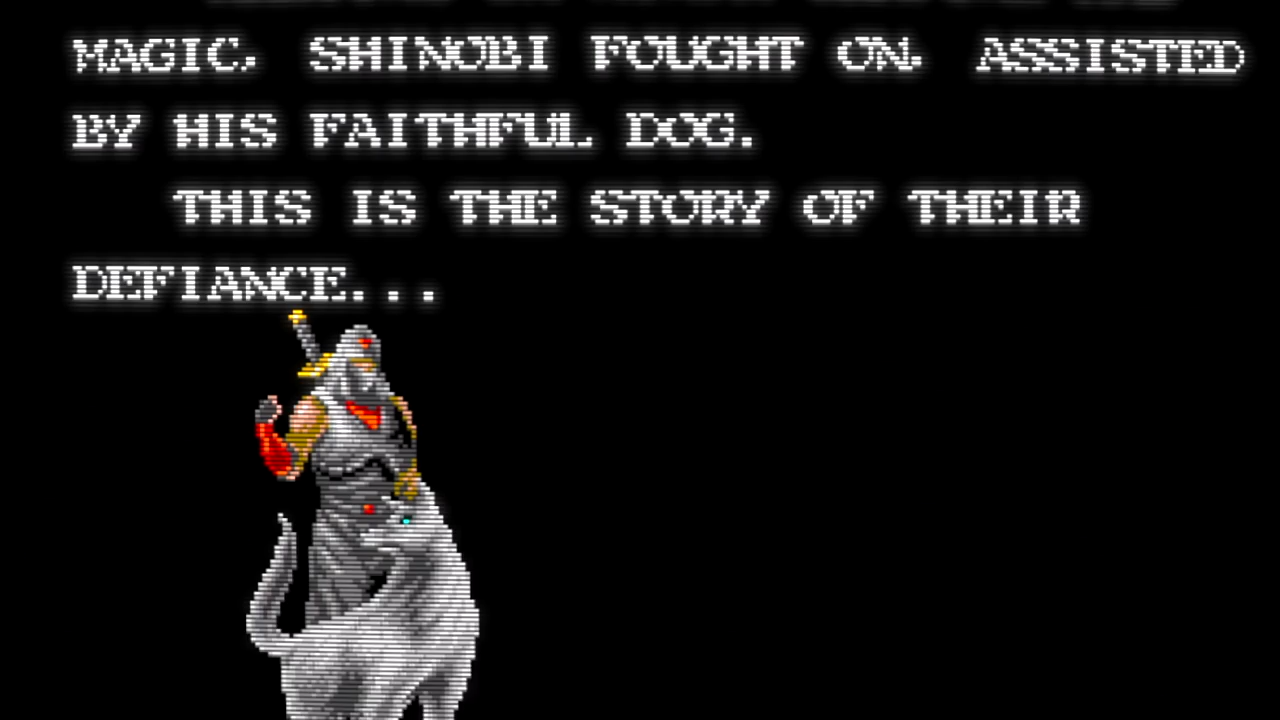 MAGIC. SHINOBI FOUGHT ON. ASSISTED
BY HIS FAITHFUL DOG.
THIS IS THE STORY OF THEIR
DEFIANCE...